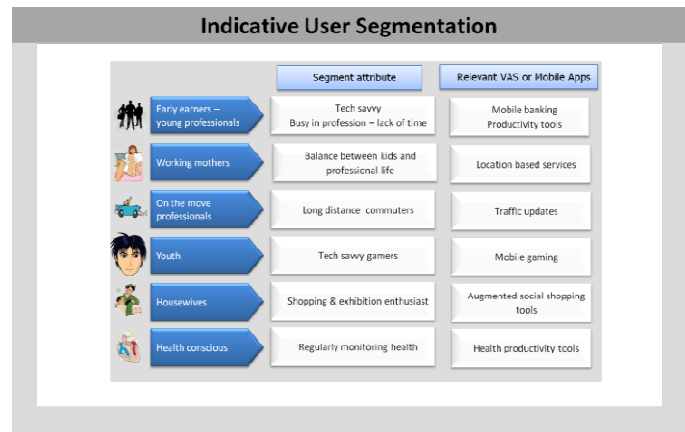 Indicative User Segmentation
Segment attribute
Relevant VAS or Mobile Apps
Early earners –
young professionals
Tech savvy
Busy in profession – lack of time
Mobile banking
Productivity tools
Working mothers
Balance between kids and
professional life
Location based services
On the move
professionals
Long distance commuters
Traffic updates
Youth
Tech savvy gamers
Mobile gaming
Housewives
Shopping & exhibition enthusiast
Augmented social shopping
tools
Health conscious
Regularly monitoring health
Health productivity tools